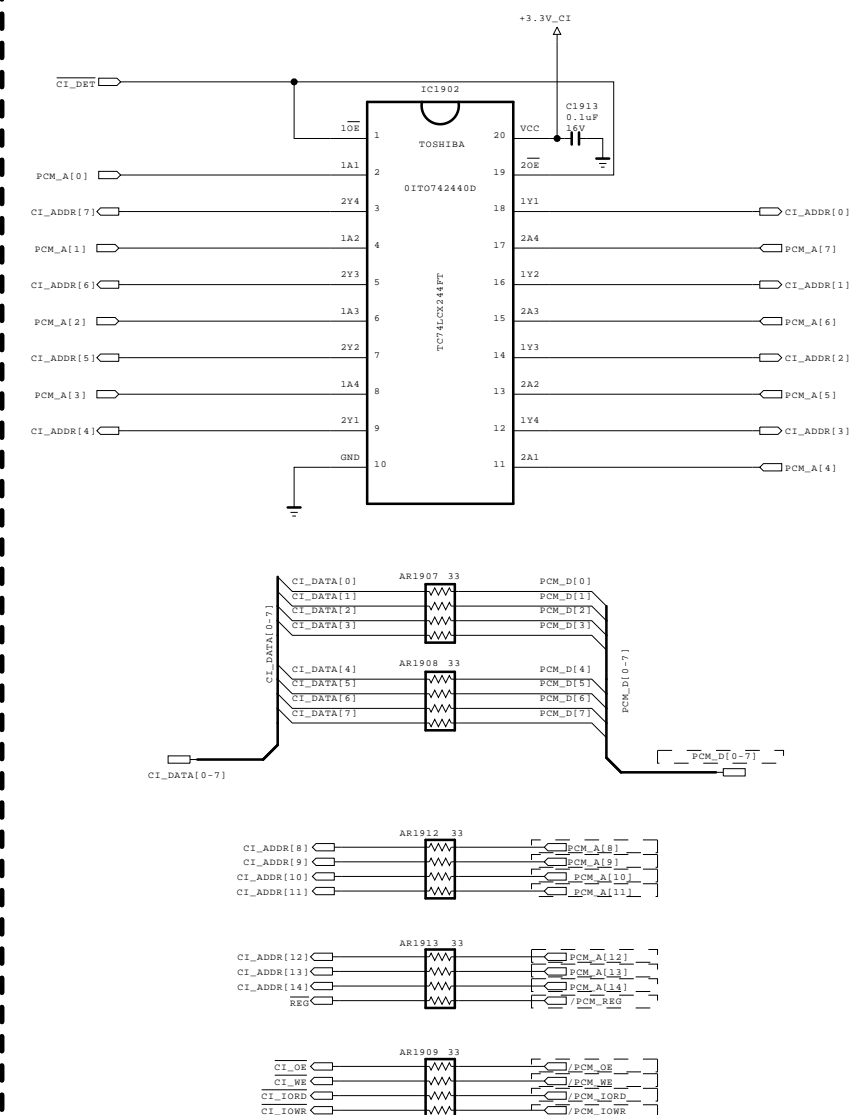 +3.3V_CI
CI_DET
IC1902
C1913
0.1uF
16V
1OE 1 20 VCC
TOSHIBA
PCM_A[0] 1A1 2 19 2OE
0ITO742440D
CI_ADDR[7] 2Y4 3 18 1Y1 CI_ADDR[0]
PCM_A[1] 1A2 4 17 2A4 PCM_A[7]
CI_ADDR[6] 2Y3 5 16 1Y2 CI_ADDR[1]
TC74LCX244FT
PCM_A[2] 1A3 6 15 2A3 PCM_A[6]
CI_ADDR[5] 2Y2 7 14 1Y3 CI_ADDR[2]
PCM_A[3] 1A4 8 13 2A2 PCM_A[5]
CI_ADDR[4] 2Y1 9 12 1Y4 CI_ADDR[3]
GND 10 11 2A1 PCM_A[4]
AR1907 33
CI_DATA[0] PCM_D[0]
CI_DATA[1] PCM_D[1]
CI_DATA[2] PCM_D[2]
CI_DATA[3] PCM_D[3]
CI_DATA[0-7]
PCM_D[0-7]
AR1908 33
CI_DATA[4] PCM_D[4]
CI_DATA[5] PCM_D[5]
CI_DATA[6] PCM_D[6]
CI_DATA[7] PCM_D[7]
PCM_D[0-7]
CI_DATA[0-7]
AR1912 33
CI_ADDR[8] PCM_A[8]
CI_ADDR[9] PCM_A[9]
CI_ADDR[10] PCM_A[10]
CI_ADDR[11] PCM_A[11]
AR1913 33
CI_ADDR[12] PCM_A[12]
CI_ADDR[13] PCM_A[13]
CI_ADDR[14] PCM_A[14]
REG /PCM_REG
AR1909 33
CI_OE /PCM_OE
CI_WE /PCM_WE
CI_IORD /PCM_IORD
CI_IOWR /PCM_IOWR